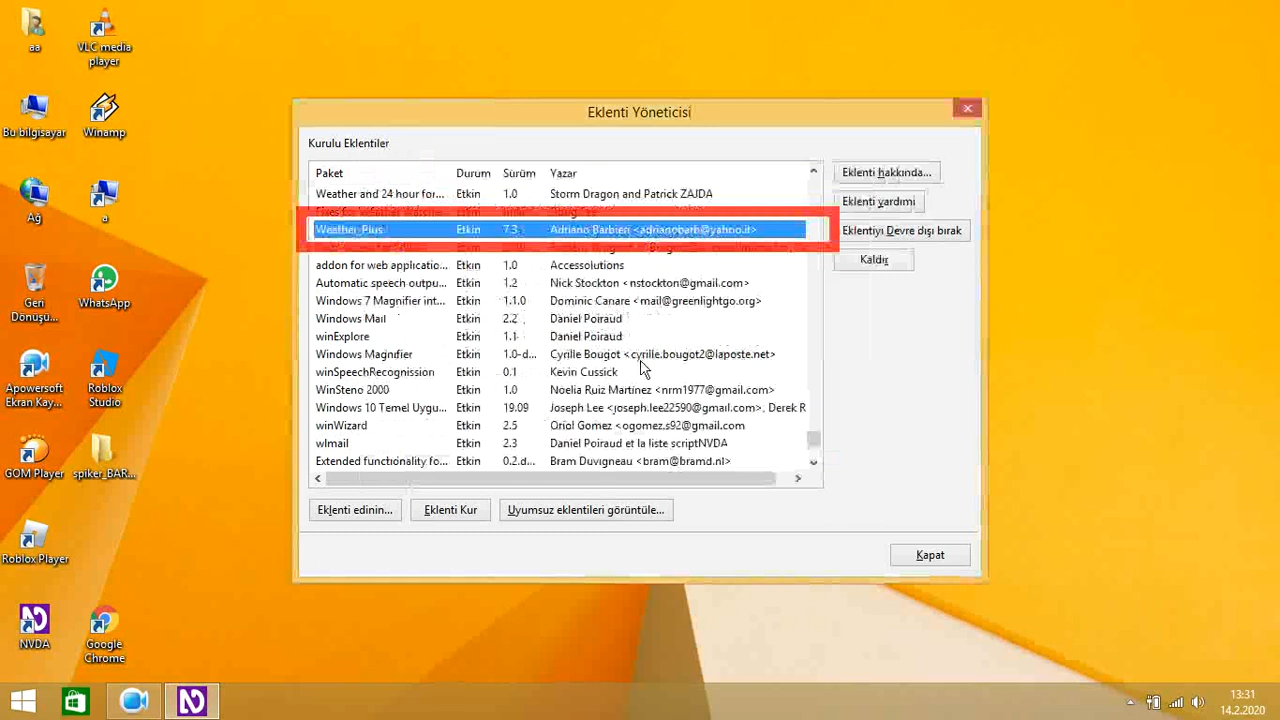 aa
VLC media
player
Bu bilgisayar
Winamp
Ağ
a
Geri
Dönüşü...
WhatsApp
Apowersoft
Ekran Kay...
Roblox
Studio
GOM Player
spiker_BAR...
Roblox Player
NVDA
Google
Chrome
Eklenti Yöneticisi
Kurulu Eklentiler
Paket Durum Sürüm Yazar
Weather and 24 hour for... Etkin 1.0 Storm Dragon and Patrick ZAJDA
Weather Plus Etkin 7.3 Adriano Barbieri <adrianobarb@yahoo.it>
addon for web applicatio... Etkin 1.0 Accessolutions
Automatic speech outpu... Etkin 1.2 Nick Stockton <nstockton@gmail.com>
Windows 7 Magnifier int... Etkin 1.1.0 Dominic Canare <mail@greenlightgo.org>
Windows Mail Etkin 2.2 Daniel Poiraud
winExplore Etkin 1.1 Daniel Poiraud
Windows Magnifier Etkin 1.0-d... Cyrille Bougot <cyrille.bougot2@laposte.net>
winSpeechRecognission Etkin 0.1 Kevin Cussick
WinSteno 2000 Etkin 1.0 Noelia Ruiz Martínez <nrm1977@gmail.com>
Windows 10 Temel Uygu... Etkin 19.09 Joseph Lee <joseph.lee22590@gmail.com>, Derek R
winWizard Etkin 2.5 Oriol Gomez <ogomez.s92@gmail.com
wlmail Etkin 2.3 Daniel Poiraud et la liste scriptNVDA
Extended functionality fo... Etkin 0.2.d... Bram Duvigneau <bram@bramd.nl>
Eklenti hakkında...
Eklenti yardımı
Eklentiyi Devre dışı bırak
Kaldır
Eklenti edinin... Eklenti Kur Uyumsuz eklentileri görüntüle...
Kapat
13:31
14.2.2020